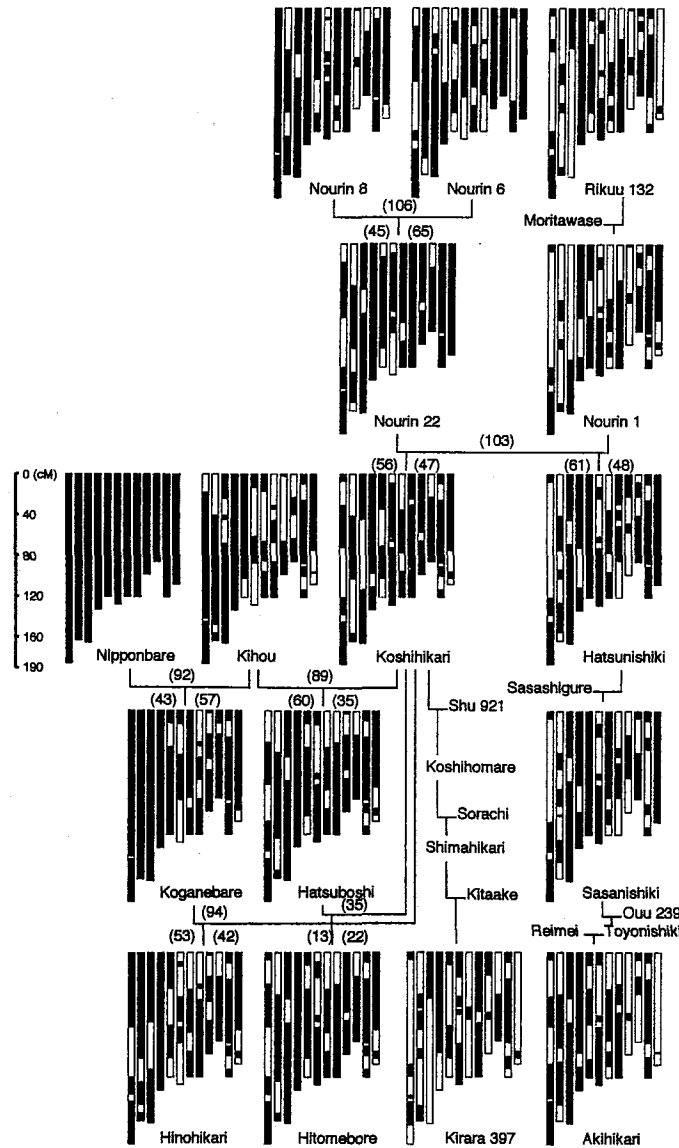 Nourin 8 Nourin 6 Rikuu 132
(106) Moritawase
(45) (65)
Nourin 22 Nourin 1
(103)
0 (cM) (56) (47) (61) (48)
40
80
120
160
190
Nipponbare Kihou Koshihikari Hatsunishiki
(92) (89) Sasashigure
(43) (57) (60) (35) Shu 921
Koshihomare
Sorachi
Shimahikari
Koganebare Hatsuboshi Kitaake Sasanishiki
(94) (35) Ouu 239
(53) (42) (13) (22) Reimei Toyonishiki
Hinohikari Hitomebore Kirara 397 Akihikari